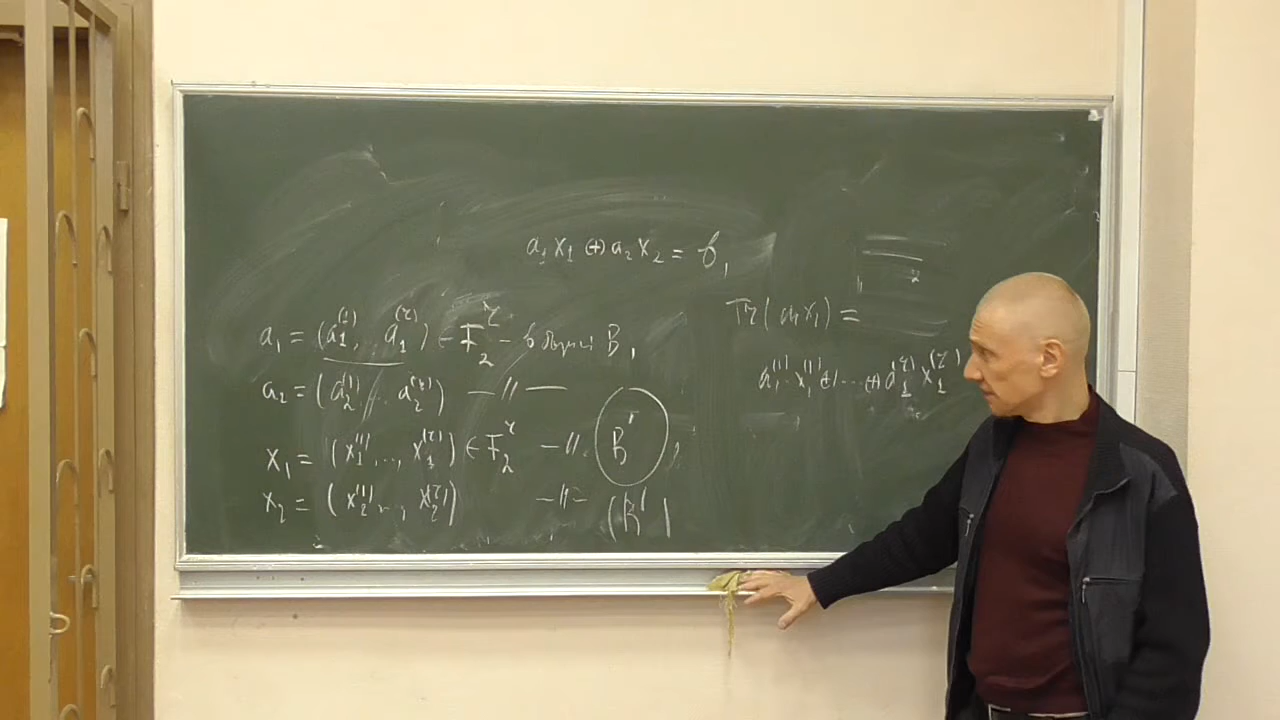 a₁x₁ ⊕ a₂x₂ = b₁
a₁ = (a₁⁽¹⁾, a₁⁽ʳ⁾) ∈ F₂ʳ – в B,
a₂ = (a₂⁽¹⁾, .. a₂⁽ʳ⁾) –//–
x₁ = (x₁⁽¹⁾, .., x₁⁽ʳ⁾) ∈ F₂ʳ –//– B',
x₂ = (x₂⁽¹⁾, .., x₂⁽ʳ⁾) –//– (B')
Tr(a₁x₁) =
a₁⁽¹⁾ · x₁⁽¹⁾ ⊕ ... ⊕ a₁⁽ʳ⁾ x₁⁽ʳ⁾